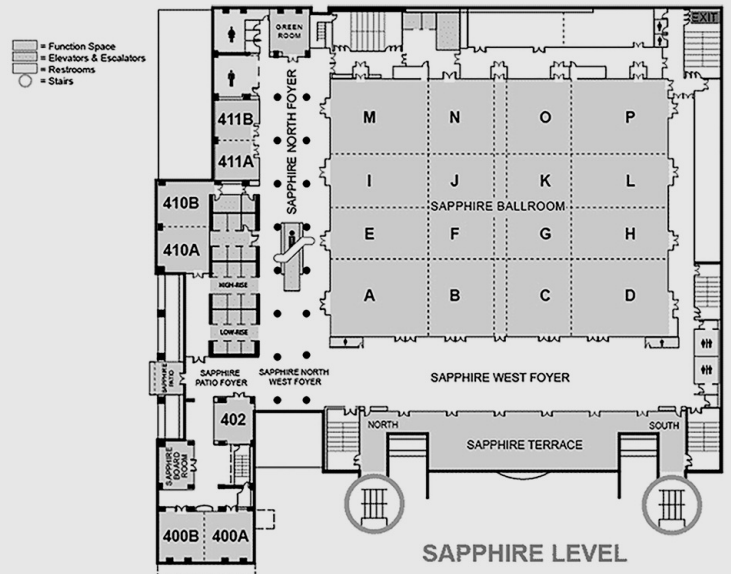 GREEN
ROOM
EXIT
= Function Space
= Elevators & Escalators
= Restrooms
= Stairs
SAPPHIRE NORTH FOYER
411B
411A
M N O P
I J K L
410B
SAPPHIRE BALLROOM
410A
E F G H
HIGH-RISE
A B C D
LOW-RISE
SAPPHIRE
PATIO FOYER
SAPPHIRE NORTH
WEST FOYER
SAPPHIRE
PATIO
SAPPHIRE WEST FOYER
402
NORTH
SOUTH
SAPPHIRE TERRACE
SAPPHIRE
BOARD
ROOM
400B 400A
SAPPHIRE LEVEL